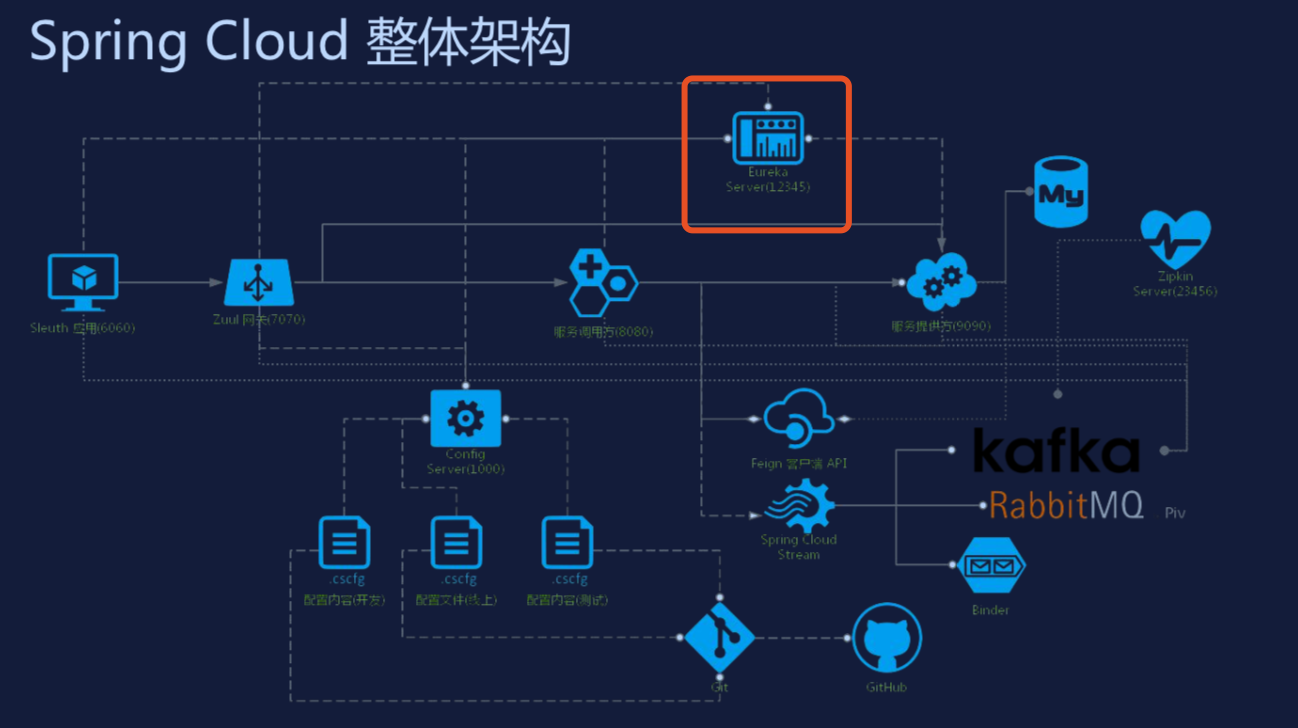 Spring Cloud 整体架构
Eureka
Server(12345)
My
Zipkin
Server(23456)
Sleuth 应用(6060)
Zuul 网关(7070)
服务调用方(8080)
服务提供方(9090)
Config
Server(1000)
Feign 客户端 API
kafka
RabbitMQ
Piv
Spring Cloud
Stream
.cscfg
.cscfg
.cscfg
配置内容(开发)
配置文件(线上)
配置内容(测试)
Binder
Git
GitHub